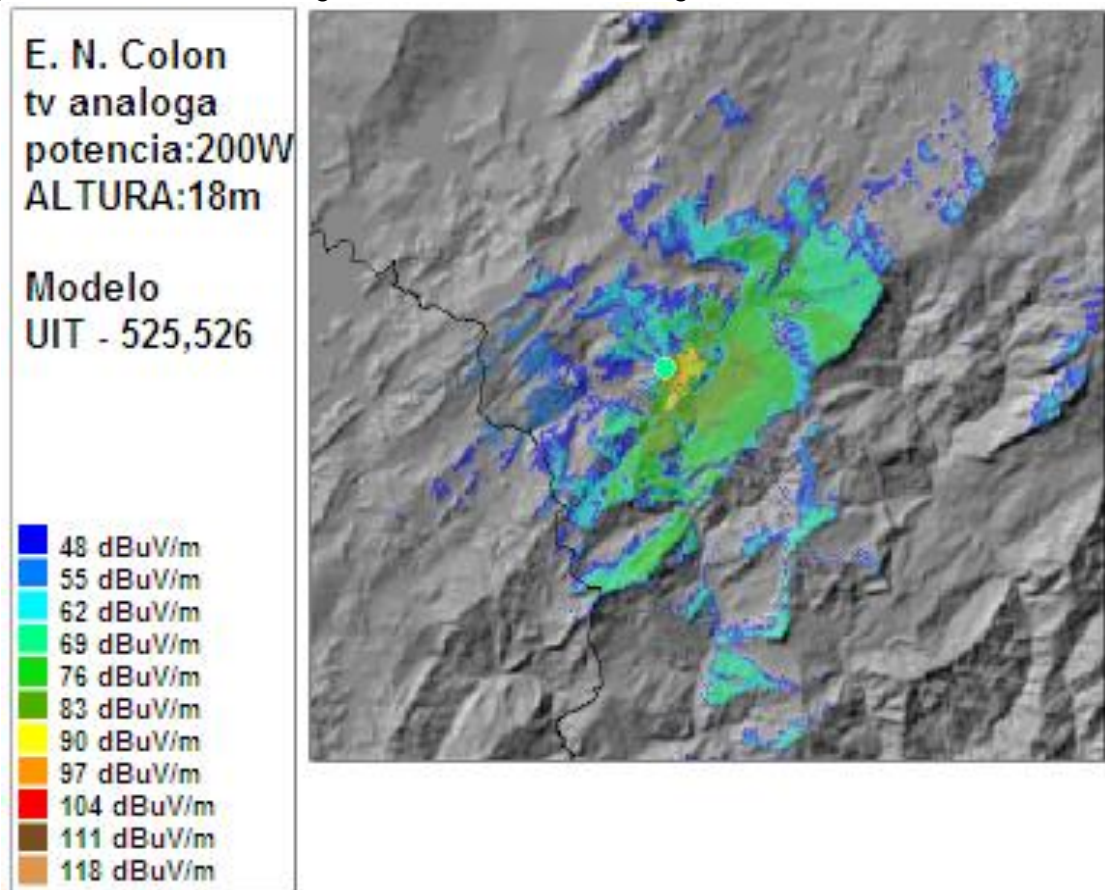 E. N. Colon
tv analoga
potencia:200W
ALTURA:18m
Modelo
UIT - 525,526
48 dBuV/m
55 dBuV/m
62 dBuV/m
69 dBuV/m
76 dBuV/m
83 dBuV/m
90 dBuV/m
97 dBuV/m
104 dBuV/m
111 dBuV/m
118 dBuV/m